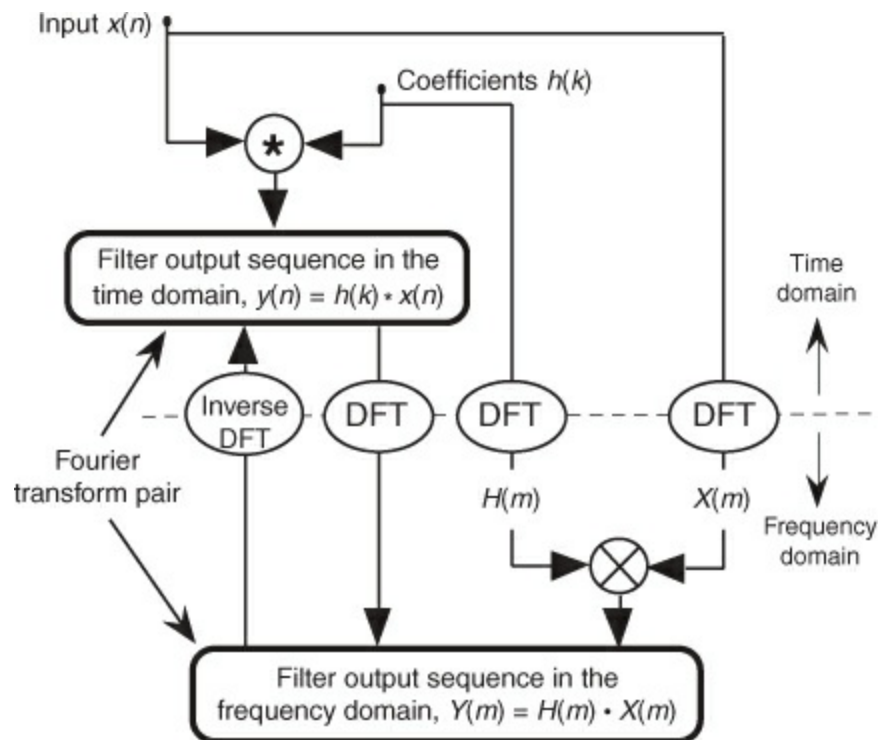 Input x(n)
Coefficients h(k)
*
Filter output sequence in the
time domain, y(n) = h(k) * x(n)
Time
domain
Inverse
DFT
DFT
DFT
DFT
Fourier
transform pair
H(m)
X(m)
Frequency
domain
Filter output sequence in the
frequency domain, Y(m) = H(m) · X(m)